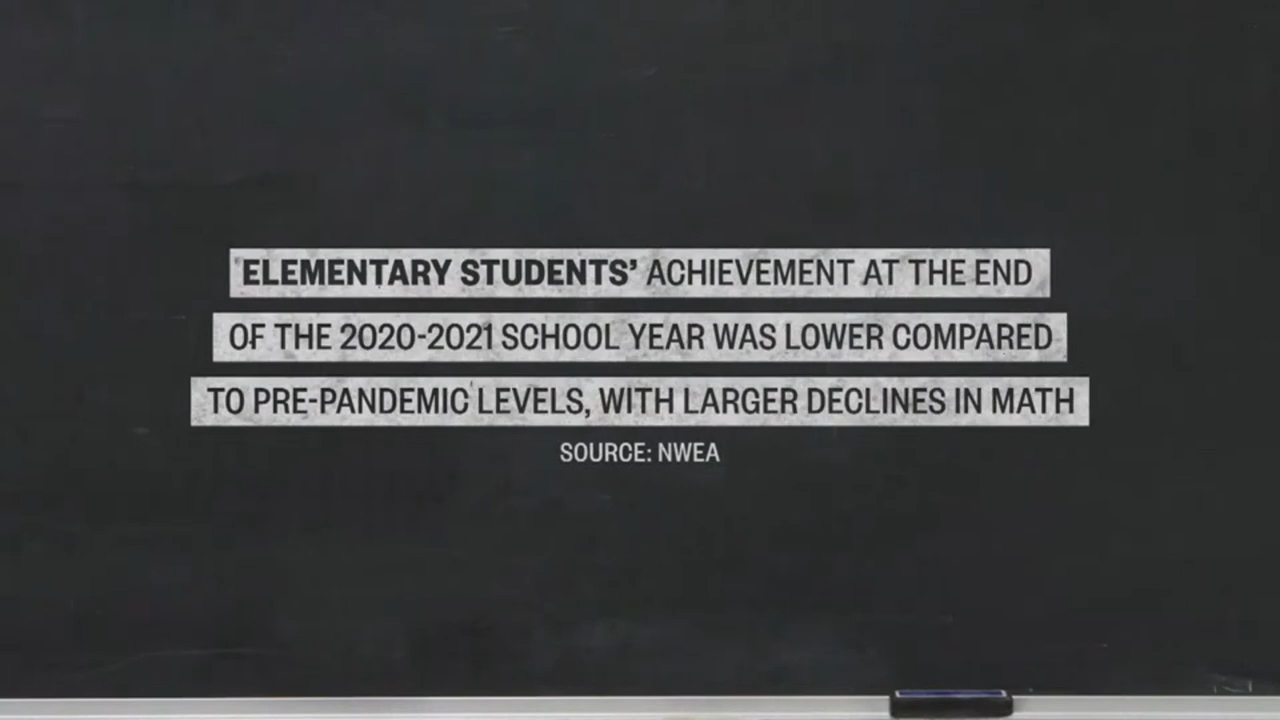 ELEMENTARY STUDENTS’ ACHIEVEMENT AT THE END
OF THE 2020-2021 SCHOOL YEAR WAS LOWER COMPARED
TO PRE-PANDEMIC LEVELS, WITH LARGER DECLINES IN MATH
SOURCE: NWEA